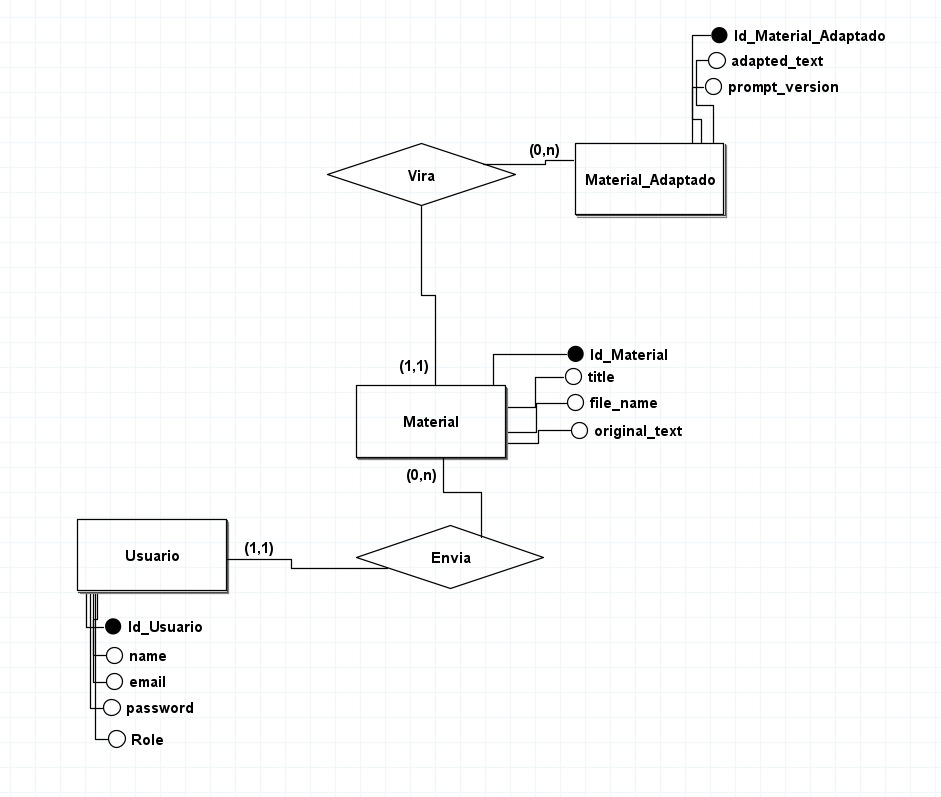 Id_Material_Adaptado
adapted_text
prompt_version
(0,n)
Vira
Material_Adaptado
(1,1)
Id_Material
title
file_name
Material
original_text
(0,n)
Usuario
(1,1)
Envia
Id_Usuario
name
email
password
Role